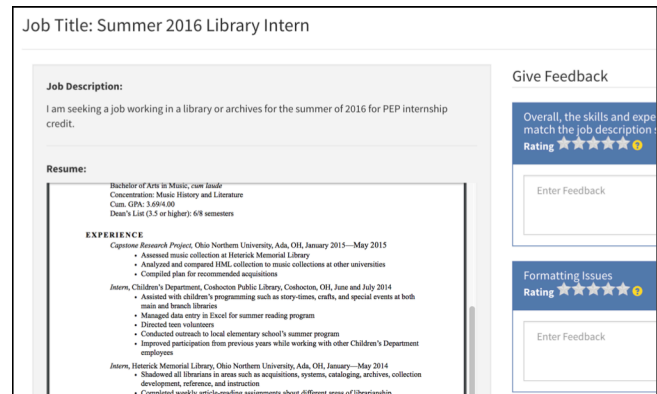 Job Title: Summer 2016 Library Intern
Job Description:
I am seeking a job working in a library or archives for the summer of 2016 for PEP internship
credit.
Resume:
Bachelor of Arts in Music, cum laude
Concentration: Music History and Literature
Cum. GPA: 3.69/4.00
Dean's List (3.5 or higher): 6/8 semesters
EXPERIENCE
Capstone Research Project, Ohio Northern University, Ada, OH, January 2015—May 2015
• Assessed music collection at Heterick Memorial Library
• Analyzed and compared HML collection to music collections at other universities
• Compiled plan for recommended acquisitions
Intern, Children's Department, Coshocton Public Library, Coshocton, OH, June and July 2014
• Assisted with children's programming such as story-times, crafts, and special events at both
main and branch libraries
• Managed data entry in Excel for summer reading program
• Directed teen volunteers
• Conducted outreach to local elementary school's summer program
• Improved participation from previous years while working with other Children's Department
employees
Intern, Heterick Memorial Library, Ohio Northern University, Ada, OH, January—May 2014
• Shadowed all librarians in areas such as acquisitions, systems, cataloging, archives, collection
development, reference, and instruction
• Completed weekly article-reading assignments about different areas of librarianship
Give Feedback
Overall, the skills and expe
match the job description s
Rating ?
Enter Feedback
Formatting Issues
Rating ?
Enter Feedback